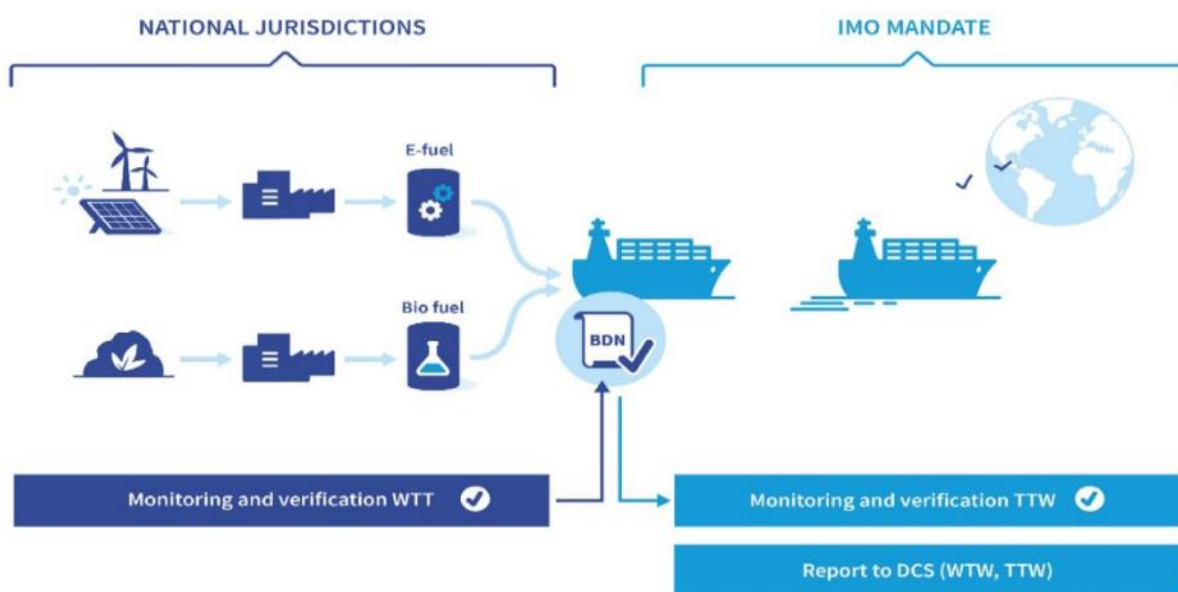 NATIONAL JURISDICTIONS
IMO MANDATE
E-fuel
Bio fuel
BDN
Monitoring and verification WTT
Monitoring and verification TTW
Report to DCS (WTW, TTW)